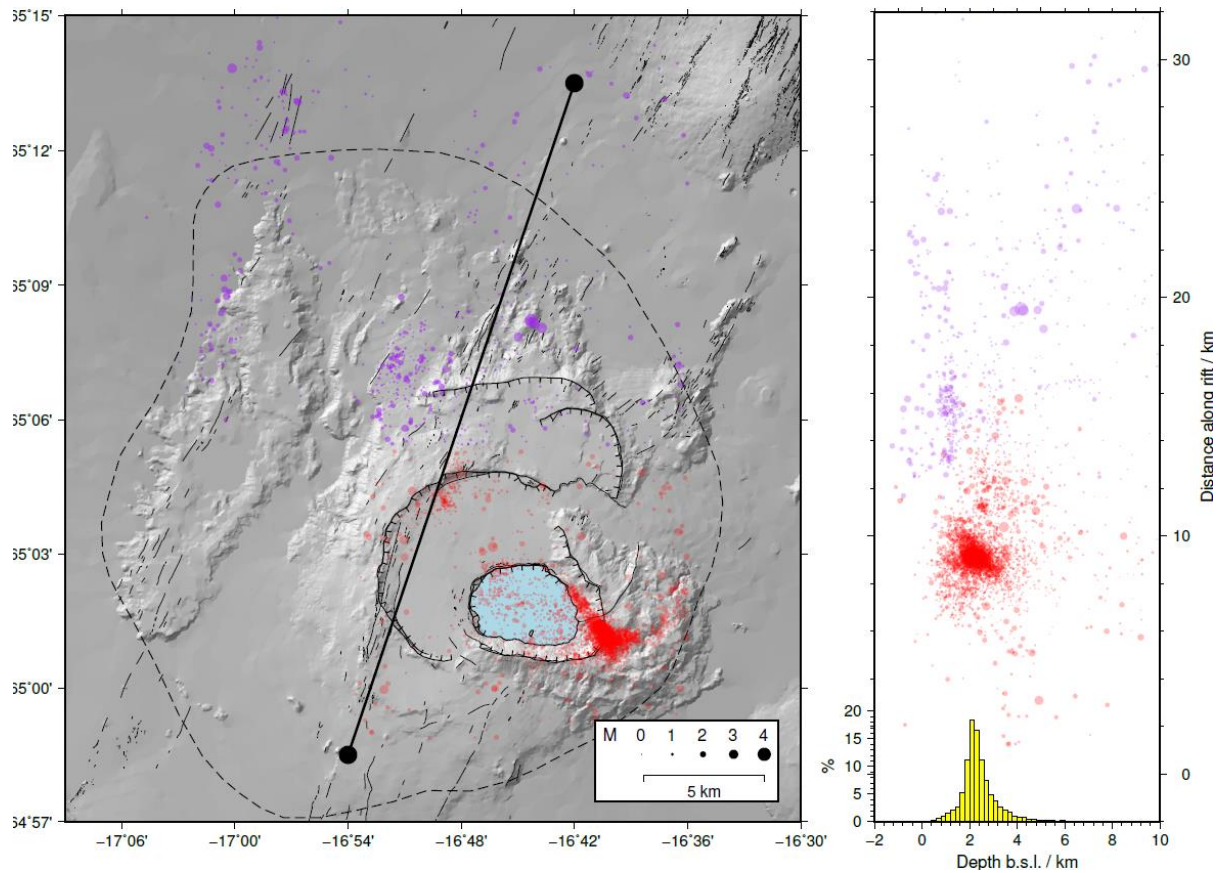 65˚15'
65˚12'
65˚09'
65˚06'
65˚03'
65˚00'
64˚57'
−17˚06' −17˚00' −16˚54' −16˚48' −16˚42' −16˚36' −16˚30'
M 0 1 2 3 4
5 km
30
20
10
0
Distance along rift / km
20
15
10
5
0
%
−2 0 2 4 6 8 10
Depth b.s.l. / km